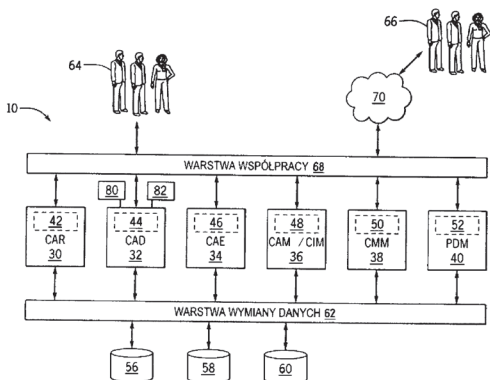 66
64
70
10
WARSTWA WSPÓŁPRACY 68
80 82
42 44 46 48 50 52
CAR CAD CAE CAM / CIM CMM PDM
30 32 34 36 38 40
WARSTWA WYMIANY DANYCH 62
56 58 60